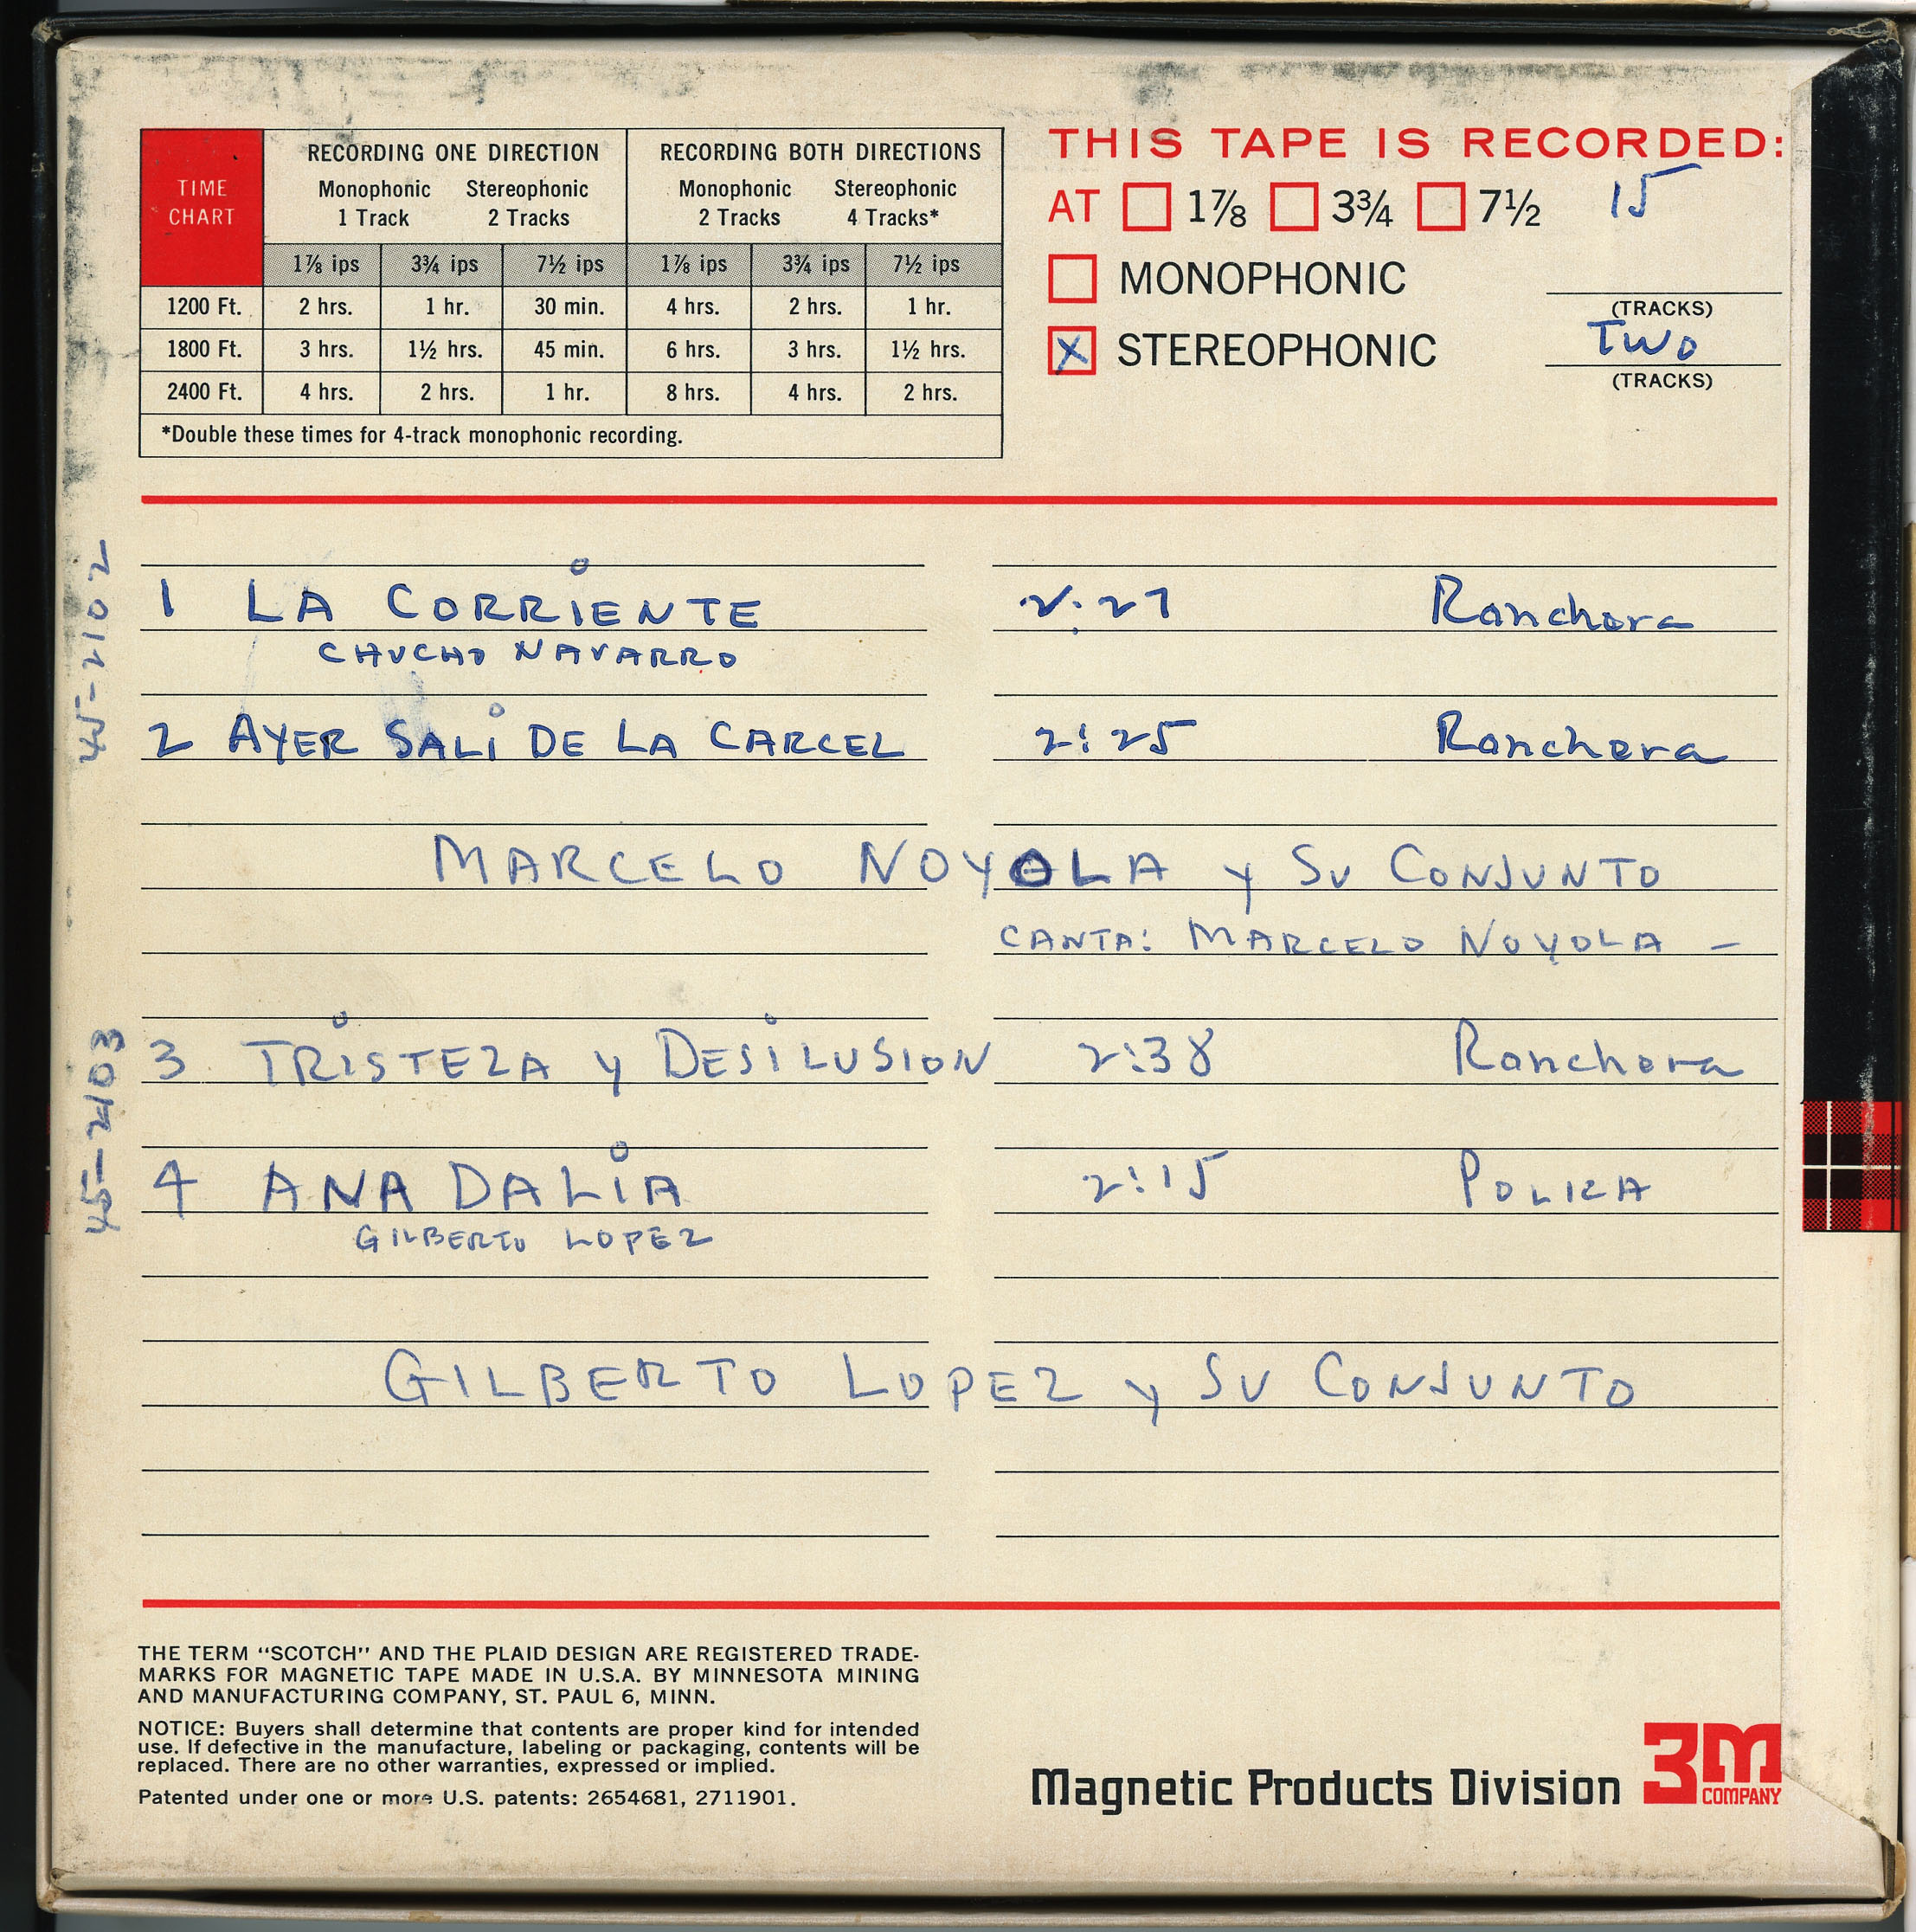 TIME CHART
RECORDING ONE DIRECTION RECORDING BOTH DIRECTIONS
Monophonic 1 Track Stereophonic 2 Tracks Monophonic 2 Tracks Stereophonic 4 Tracks*
1⅞ ips 3¾ ips 7½ ips 1⅞ ips 3¾ ips 7½ ips
1200 Ft. 2 hrs. 1 hr. 30 min. 4 hrs. 2 hrs. 1 hr.
1800 Ft. 3 hrs. 1½ hrs. 45 min. 6 hrs. 3 hrs. 1½ hrs.
2400 Ft. 4 hrs. 2 hrs. 1 hr. 8 hrs. 4 hrs. 2 hrs.
*Double these times for 4-track monophonic recording.
THIS TAPE IS RECORDED:
AT 1⅞ 3¾ 7½ 15
MONOPHONIC
(TRACKS)
X STEREOPHONIC TWO
(TRACKS)
45-2102
1 LA CORRIENTE 2:27 Ranchera
CHUCHO NAVARRO
2 AYER SALI DE LA CARCEL 2:25 Ranchera
MARCELO NOYOLA y SU CONJUNTO
CANTA: MARCELO NOYOLA -
45-2103
3 TRISTEZA y DESILUSION 2:38 Ranchera
4 ANA DALIA 2:15 POLKA
GILBERTO LOPEZ
GILBERTO LOPEZ y SU CONJUNTO
THE TERM “SCOTCH” AND THE PLAID DESIGN ARE REGISTERED TRADE-
MARKS FOR MAGNETIC TAPE MADE IN U.S.A. BY MINNESOTA MINING
AND MANUFACTURING COMPANY, ST. PAUL 6, MINN.
NOTICE: Buyers shall determine that contents are proper kind for intended
use. If defective in the manufacture, labeling or packaging, contents will be
replaced. There are no other warranties, expressed or implied.
Patented under one or more U.S. patents: 2654681, 2711901.
Magnetic Products Division 3M COMPANY